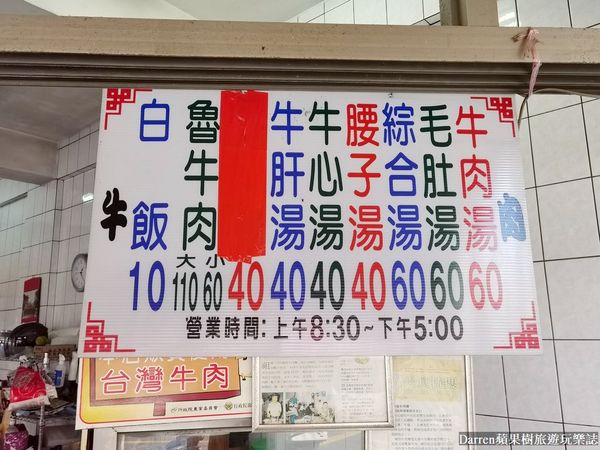 牛肉湯 60
毛肚湯 60
綜合湯 60
腰子湯 40
牛心湯 40
牛肝湯 40
40
魯牛肉 大110 小60
白飯 10
牛
肉
營業時間:上午8:30~下午5:00
台灣牛肉
Darren蘋果樹旅遊玩樂誌